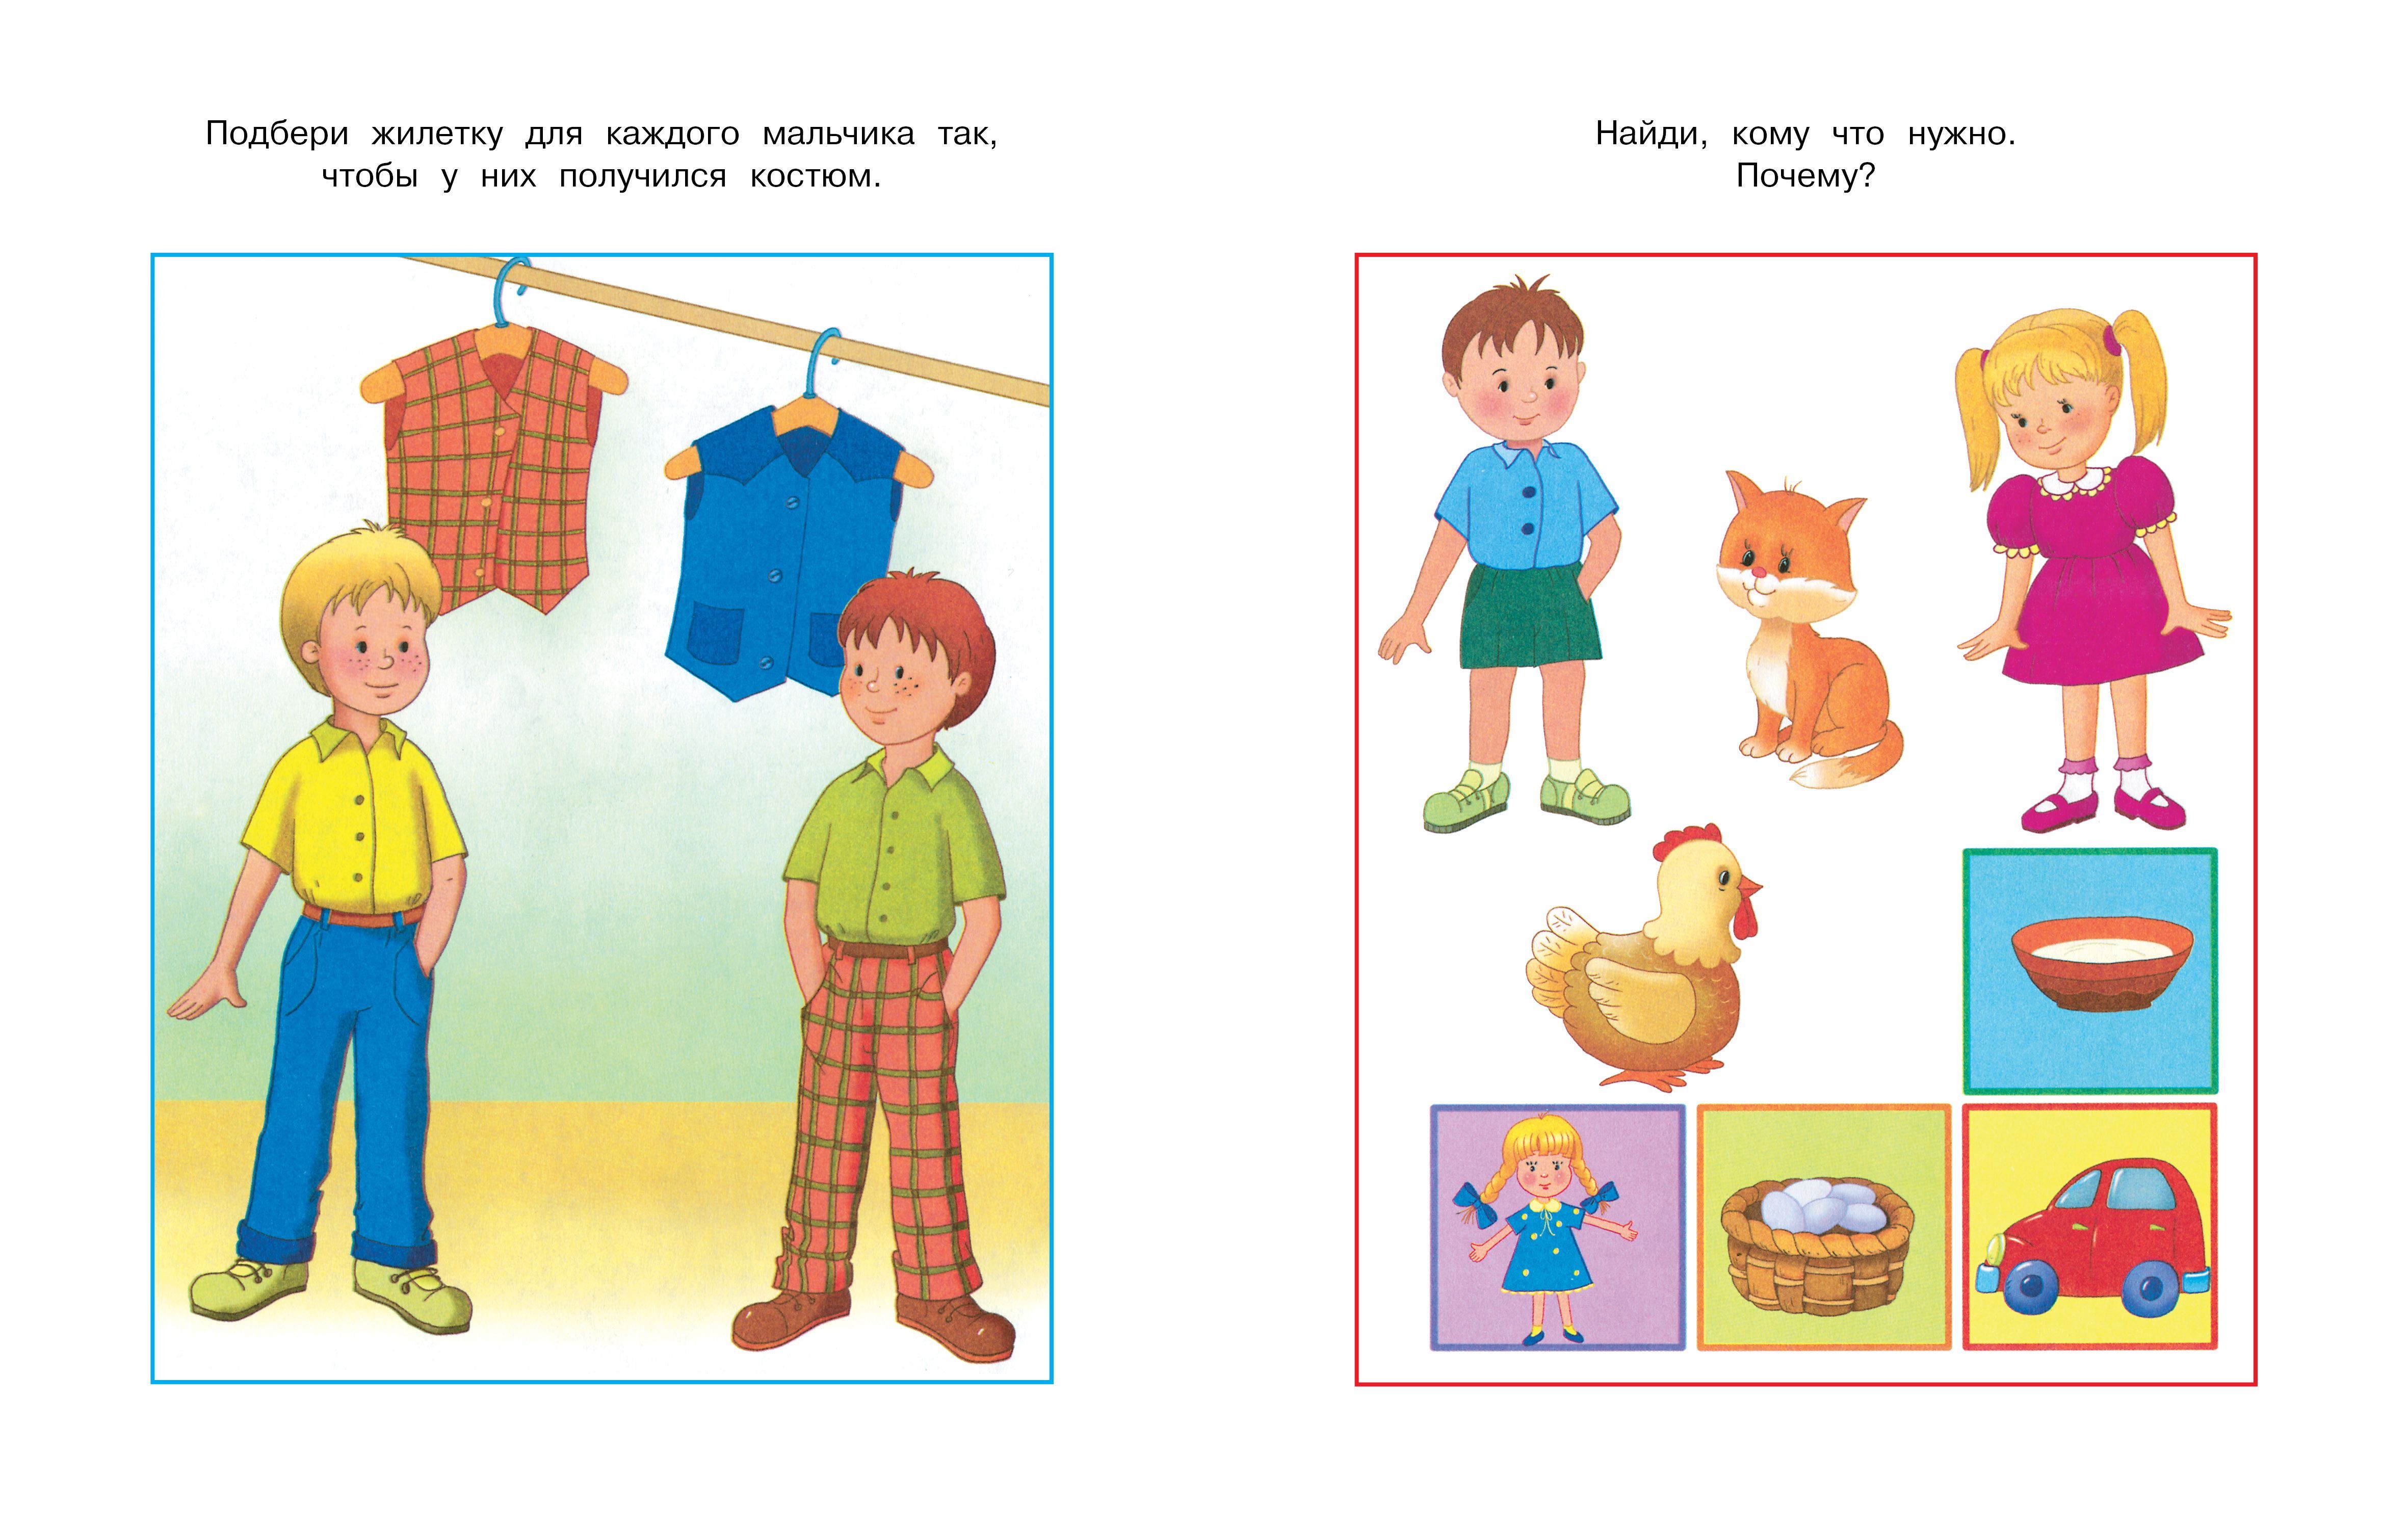 Подбери жилетку для каждого мальчика так,
чтобы у них получился костюм.
Найди, кому что нужно.
Почему?